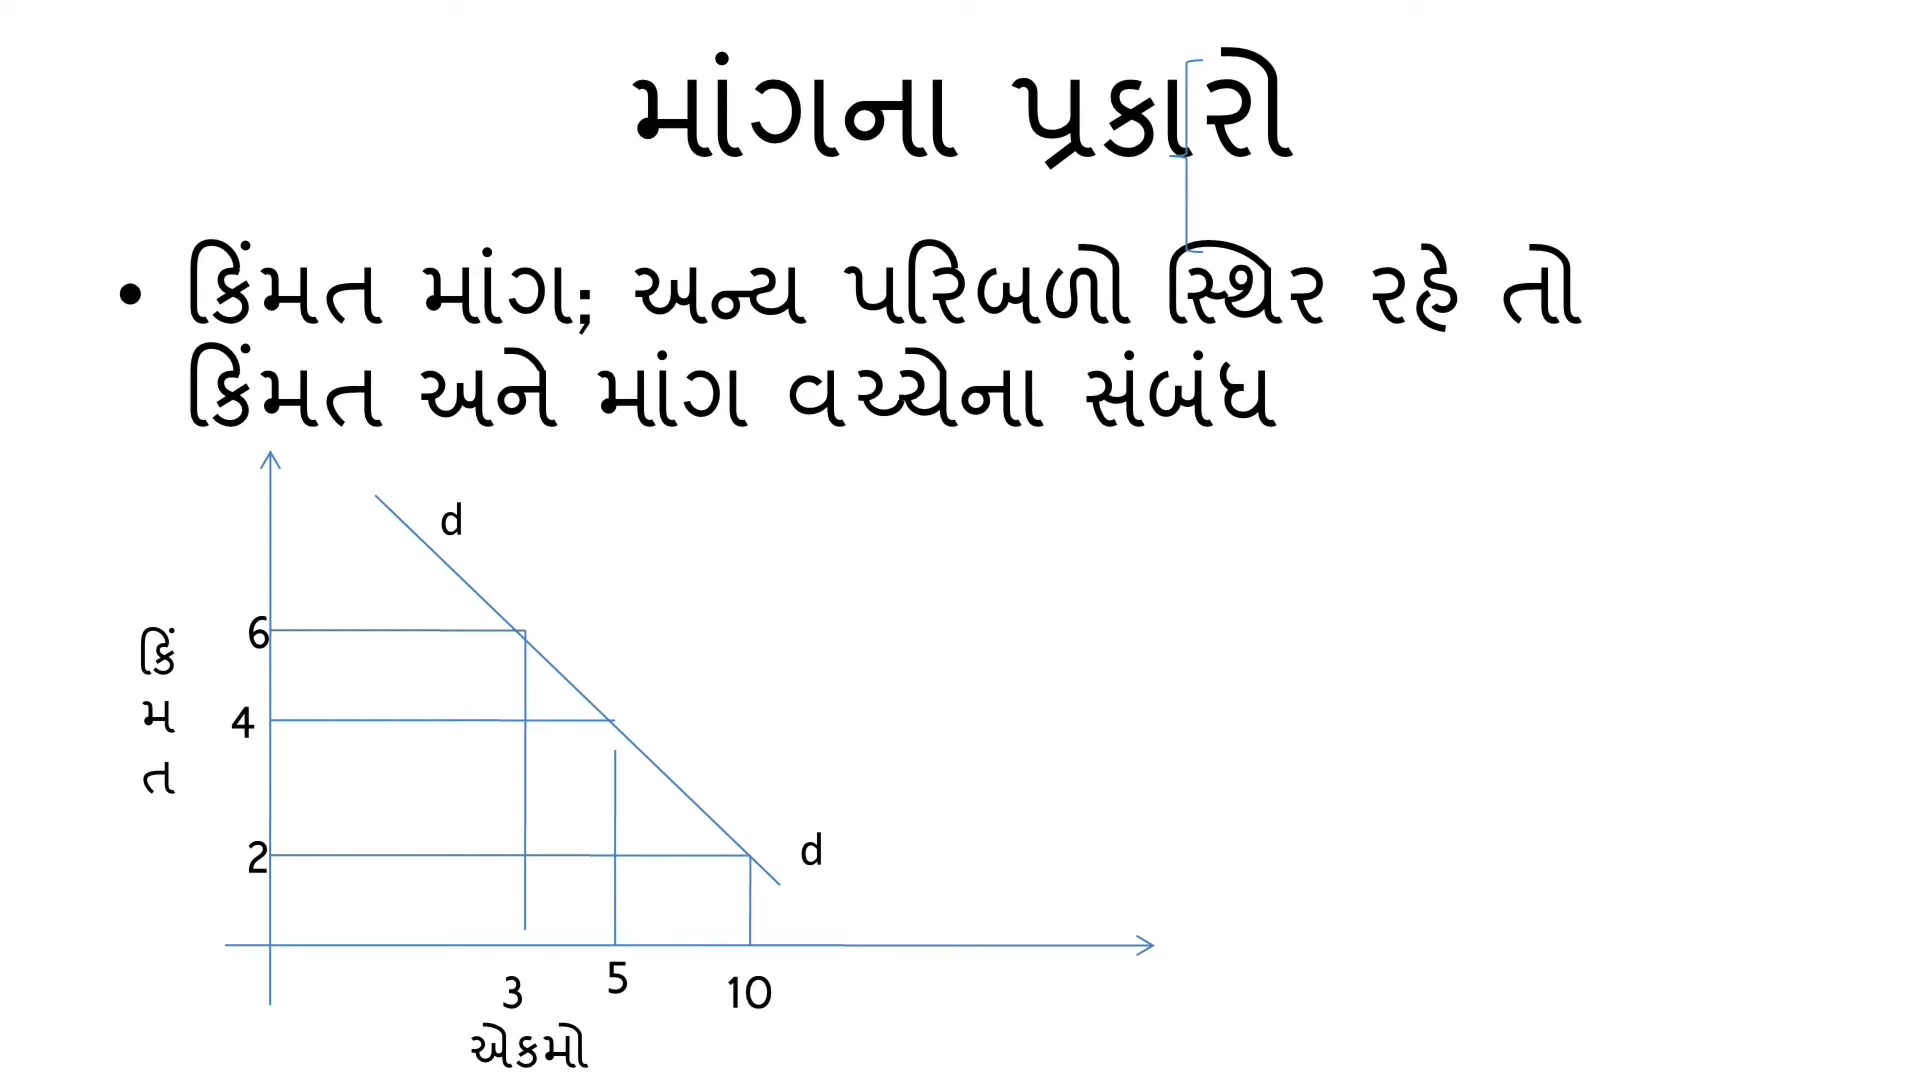 માંગના પ્રકારો
• કિંમત માંગ; અન્ય પરિબળો સ્થિર રહે તો
કિંમત અને માંગ વચ્ચેના સંબંધ
d
6
4
2
કિં
મ
ત
d
3
5
10
એકમો